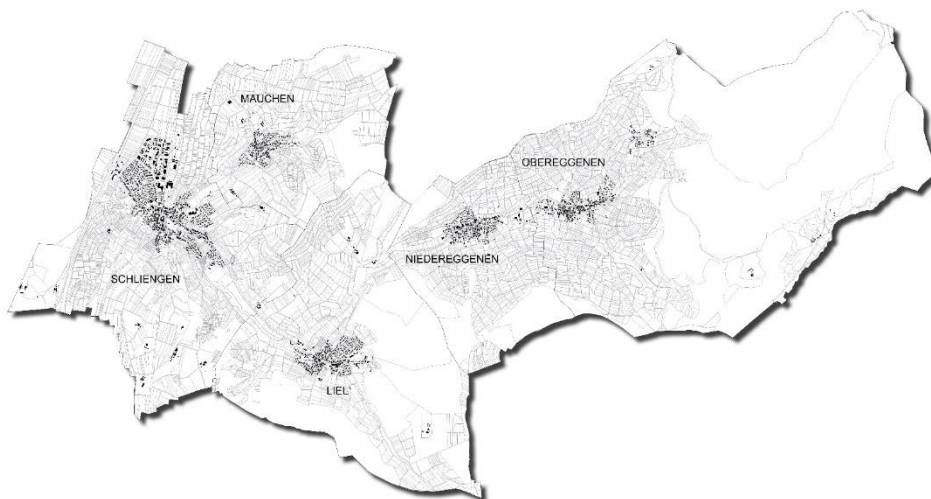 MAUCHEN
OBEREGGENEN
NIEDEREGGENEN
SCHLIENGEN
LIEL